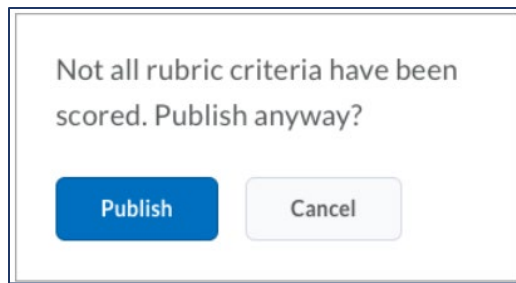 Not all rubric criteria have been
scored. Publish anyway?
Publish
Cancel